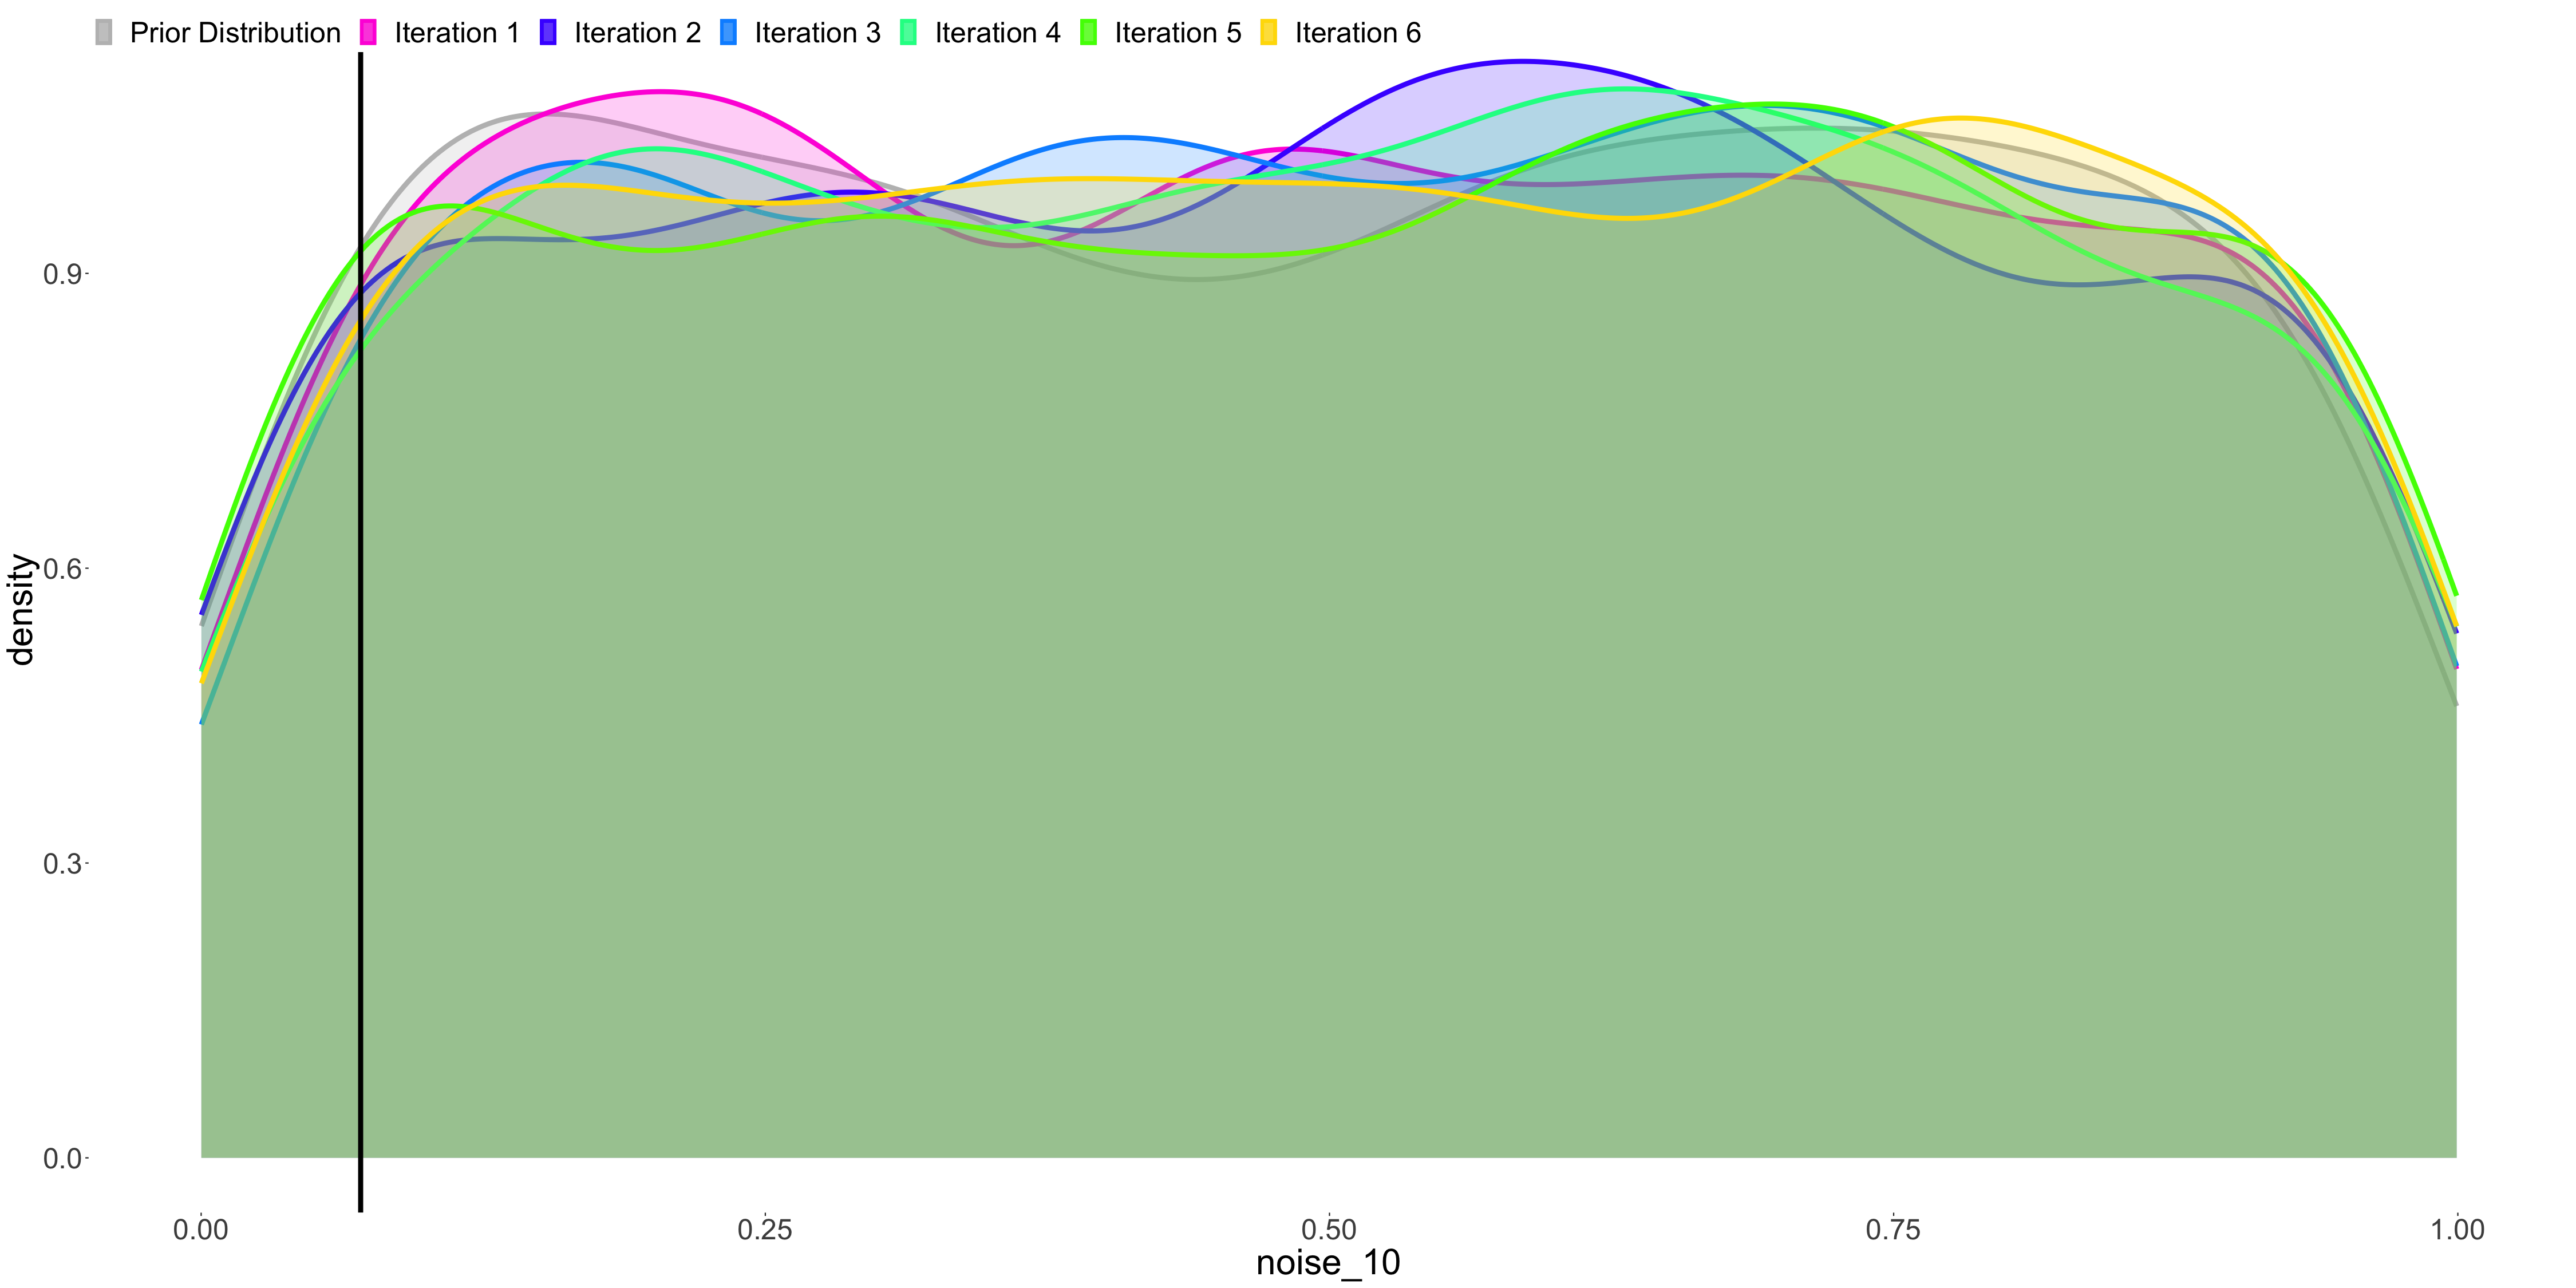 Prior Distribution Iteration 1 Iteration 2 Iteration 3 Iteration 4 Iteration 5 Iteration 6
density
0.9
0.6
0.3
0.0
0.00 0.25 0.50 0.75 1.00
noise_10